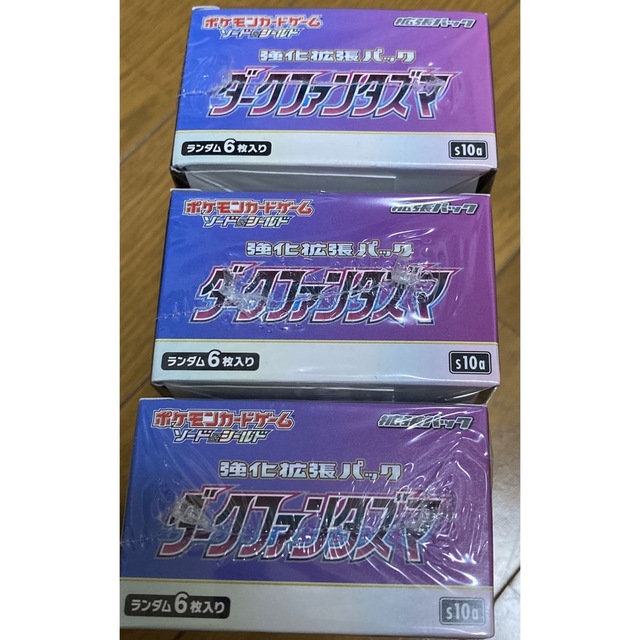 ポケモンカードゲーム
ソード&シールド
拡張パック
強化拡張パック
ダークファンタズマ
ランダム6枚入り
s10a
ポケモンカードゲーム
ソード&シールド
拡張パック
強化拡張パック
ダークファンタズマ
ランダム6枚入り
s10a
ポケモンカードゲーム
ソード&シールド
拡張パック
強化拡張パック
ダークファンタズマ
ランダム6枚入り
s10a